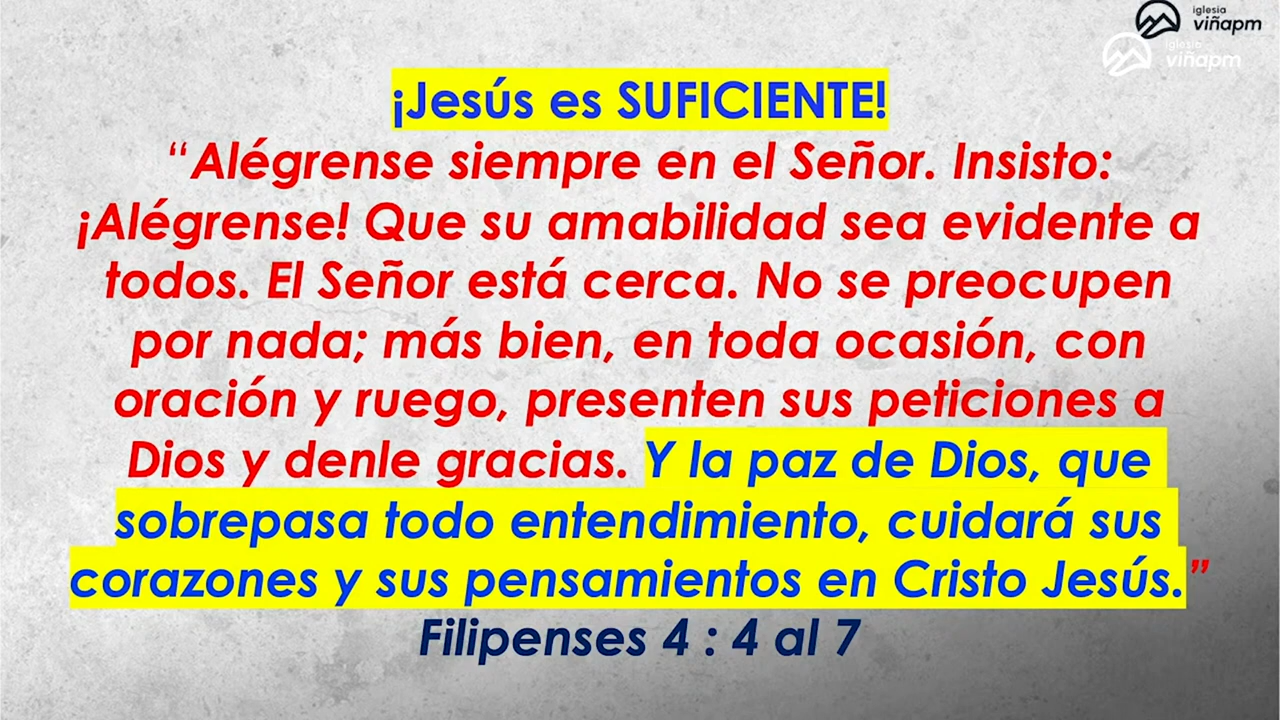 iglesia
viñapm
iglesia
viñapm
¡Jesús es SUFICIENTE!
“Alégrense siempre en el Señor. Insisto:
¡Alégrense! Que su amabilidad sea evidente a
todos. El Señor está cerca. No se preocupen
por nada; más bien, en toda ocasión, con
oración y ruego, presenten sus peticiones a
Dios y denle gracias. Y la paz de Dios, que
sobrepasa todo entendimiento, cuidará sus
corazones y sus pensamientos en Cristo Jesús.”
Filipenses 4 : 4 al 7